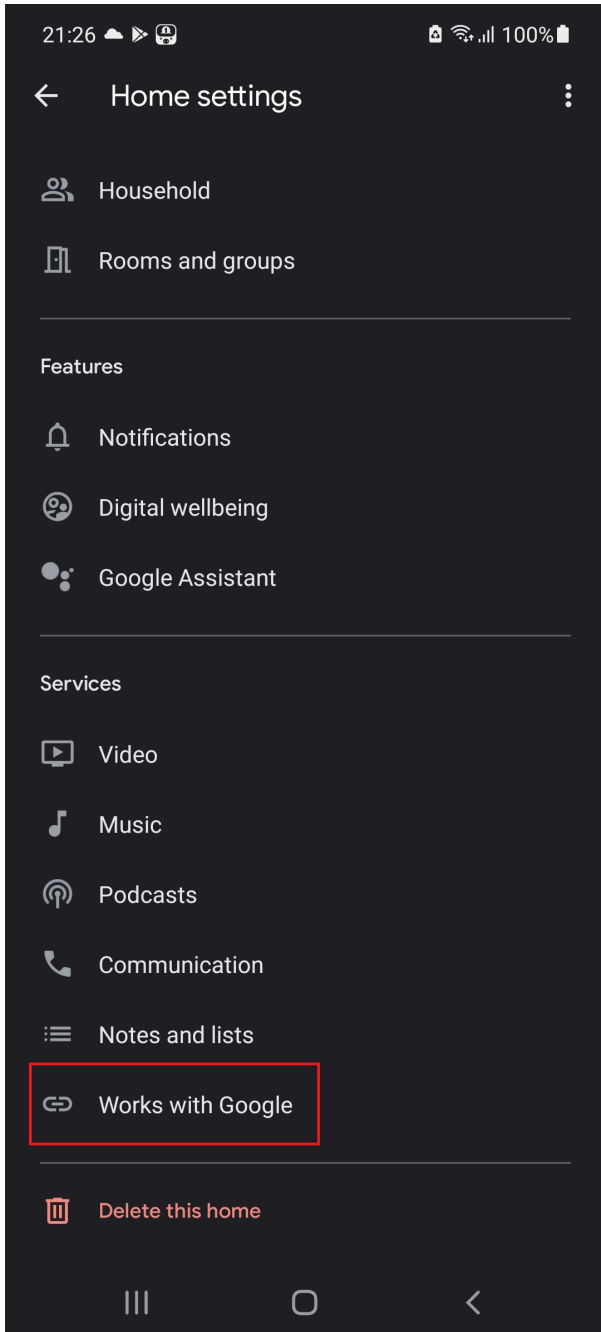 21:26 100%
Home settings
Household
Rooms and groups
Features
Notifications
Digital wellbeing
Google Assistant
Services
Video
Music
Podcasts
Communication
Notes and lists
Works with Google
Delete this home